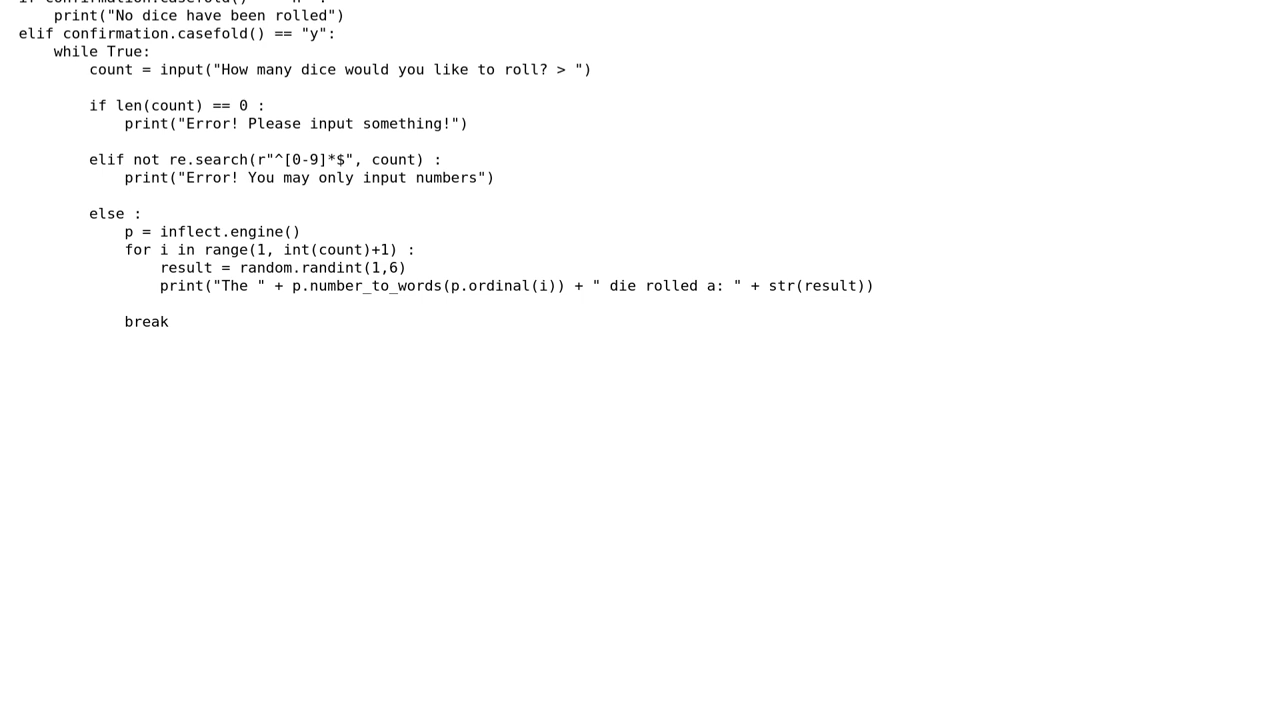 print("No dice have been rolled")
elif confirmation.casefold() == "y":
    while True:
        count = input("How many dice would you like to roll? > ")

        if len(count) == 0 :
            print("Error! Please input something!")

        elif not re.search(r"^[0-9]*$", count) :
            print("Error! You may only input numbers")

        else :
            p = inflect.engine()
            for i in range(1, int(count)+1) :
                result = random.randint(1,6)
                print("The " + p.number_to_words(p.ordinal(i)) + " die rolled a: " + str(result))

            break